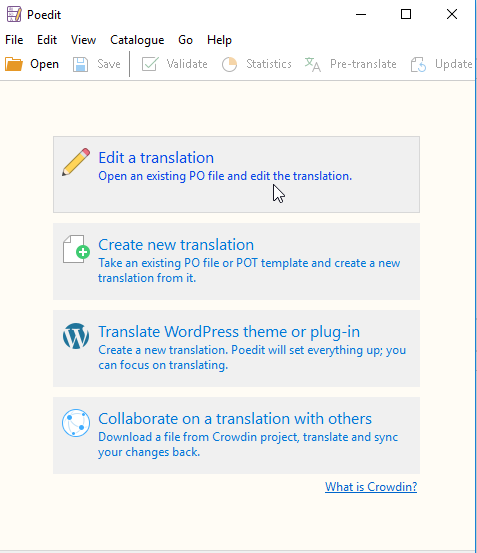 Poedit
File Edit View Catalogue Go Help
Open Save Validate Statistics Pre-translate Update
Edit a translation
Open an existing PO file and edit the translation.
Create new translation
Take an existing PO file or POT template and create a new
translation from it.
Translate WordPress theme or plug-in
Create a new translation. Poedit will set everything up; you
can focus on translating.
Collaborate on a translation with others
Download a file from Crowdin project, translate and sync
your changes back.
What is Crowdin?